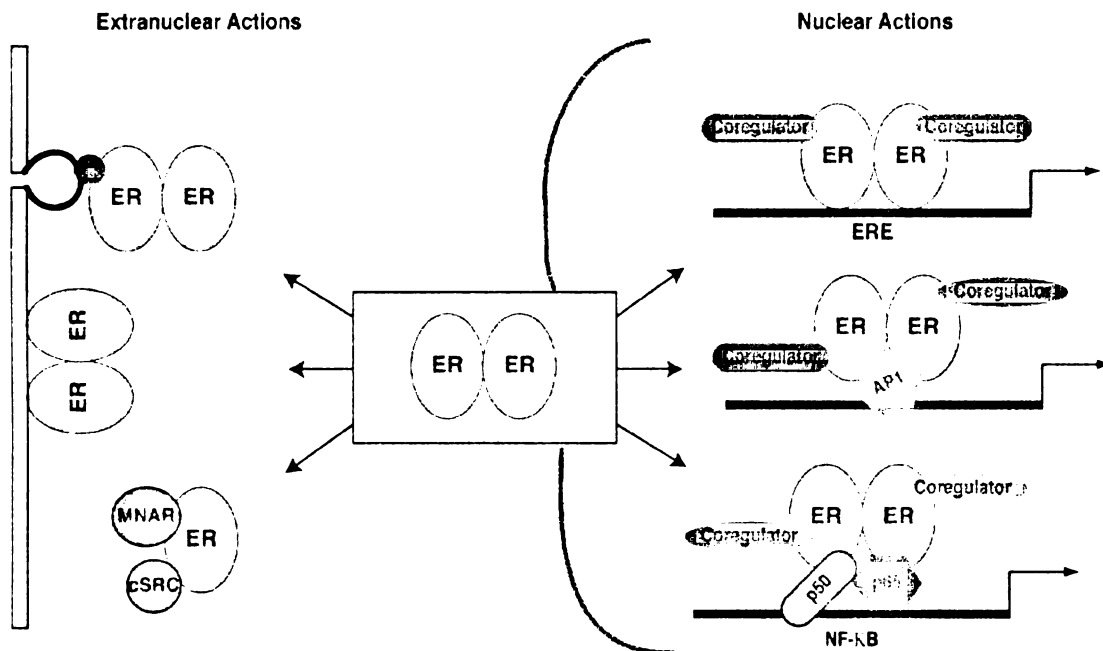 Extranuclear Actions
Nuclear Actions
Coregulator
ER
ER
Coregulator
ERE
ER
ER
ER
ER
ER
ER
Coregulator
Coregulator
AP1
ER
ER
MNAR
ER
cSRC
ER
ER
Coregulator
Coregulator
p50
p65
NF-kB